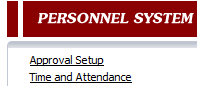 PERSONNEL SYSTEM
Approval Setup
Time and Attendance